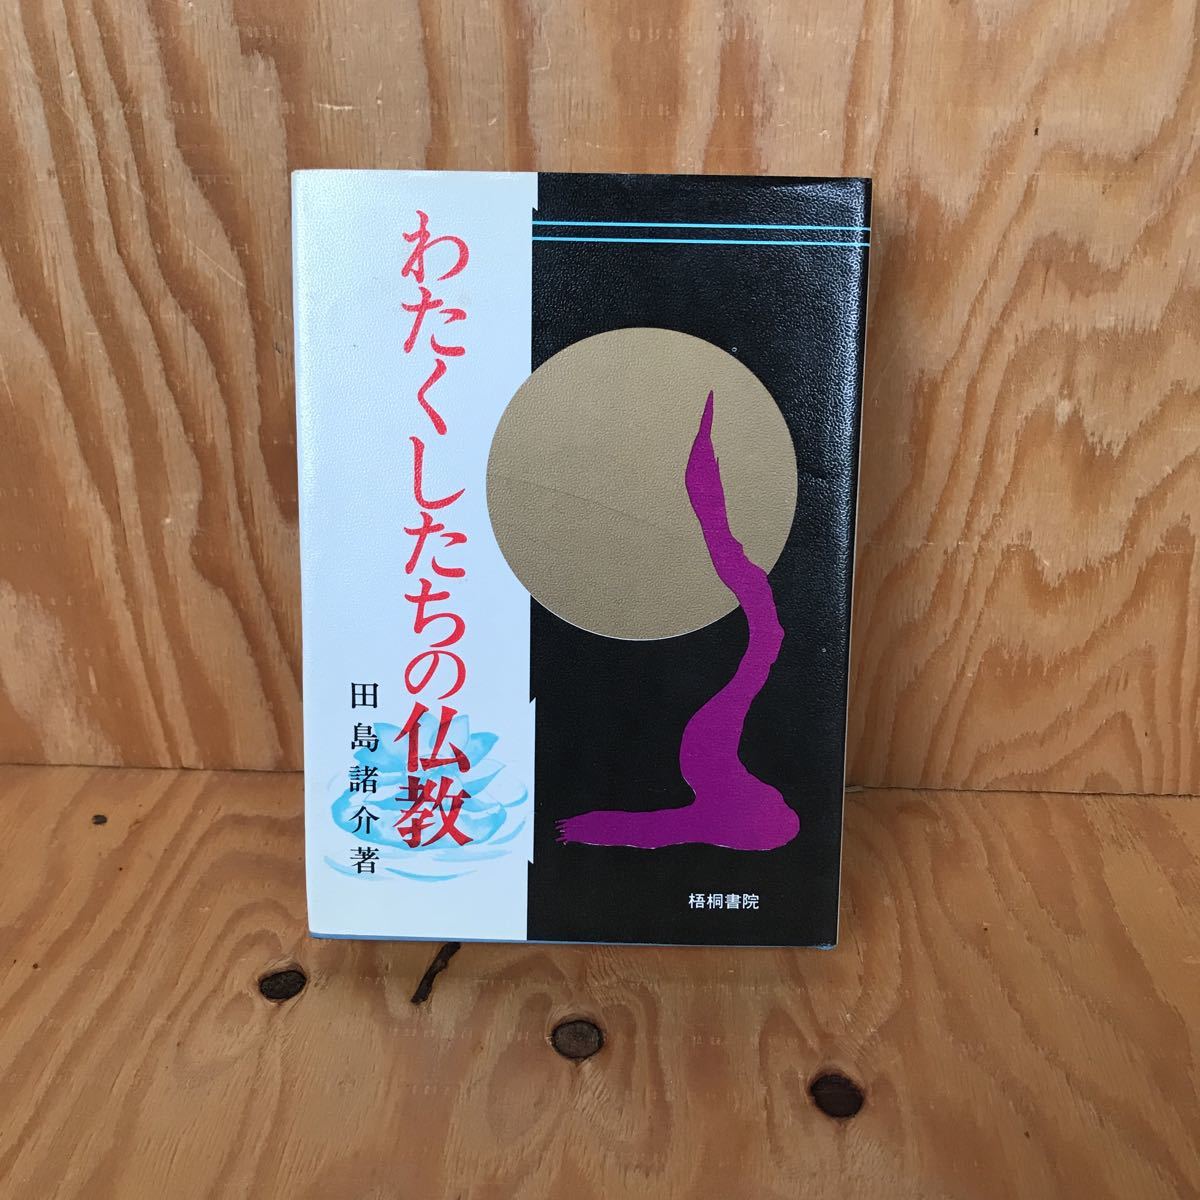 わたくしたちの仏教
田島諸介著
梧桐書院